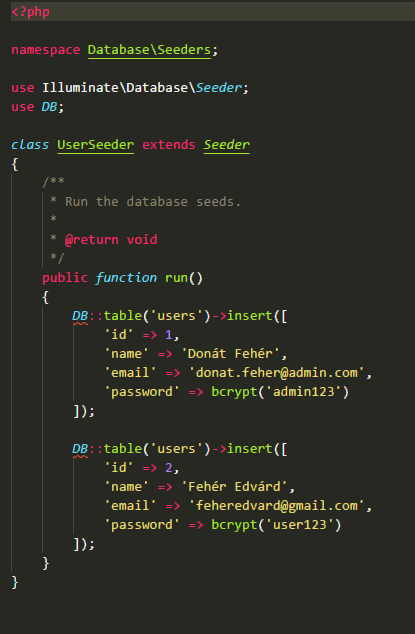 <?php

namespace Database\Seeders;

use Illuminate\Database\Seeder;
use DB;

class UserSeeder extends Seeder
{
    /**
     * Run the database seeds.
     *
     * @return void
     */
    public function run()
    {
        DB::table('users')->insert([
            'id' => 1,
            'name' => 'Donát Fehér',
            'email' => 'donat.feher@admin.com',
            'password' => bcrypt('admin123')
        ]);

        DB::table('users')->insert([
            'id' => 2,
            'name' => 'Fehér Edvárd',
            'email' => 'feheredvard@gmail.com',
            'password' => bcrypt('user123')
        ]);
    }
}